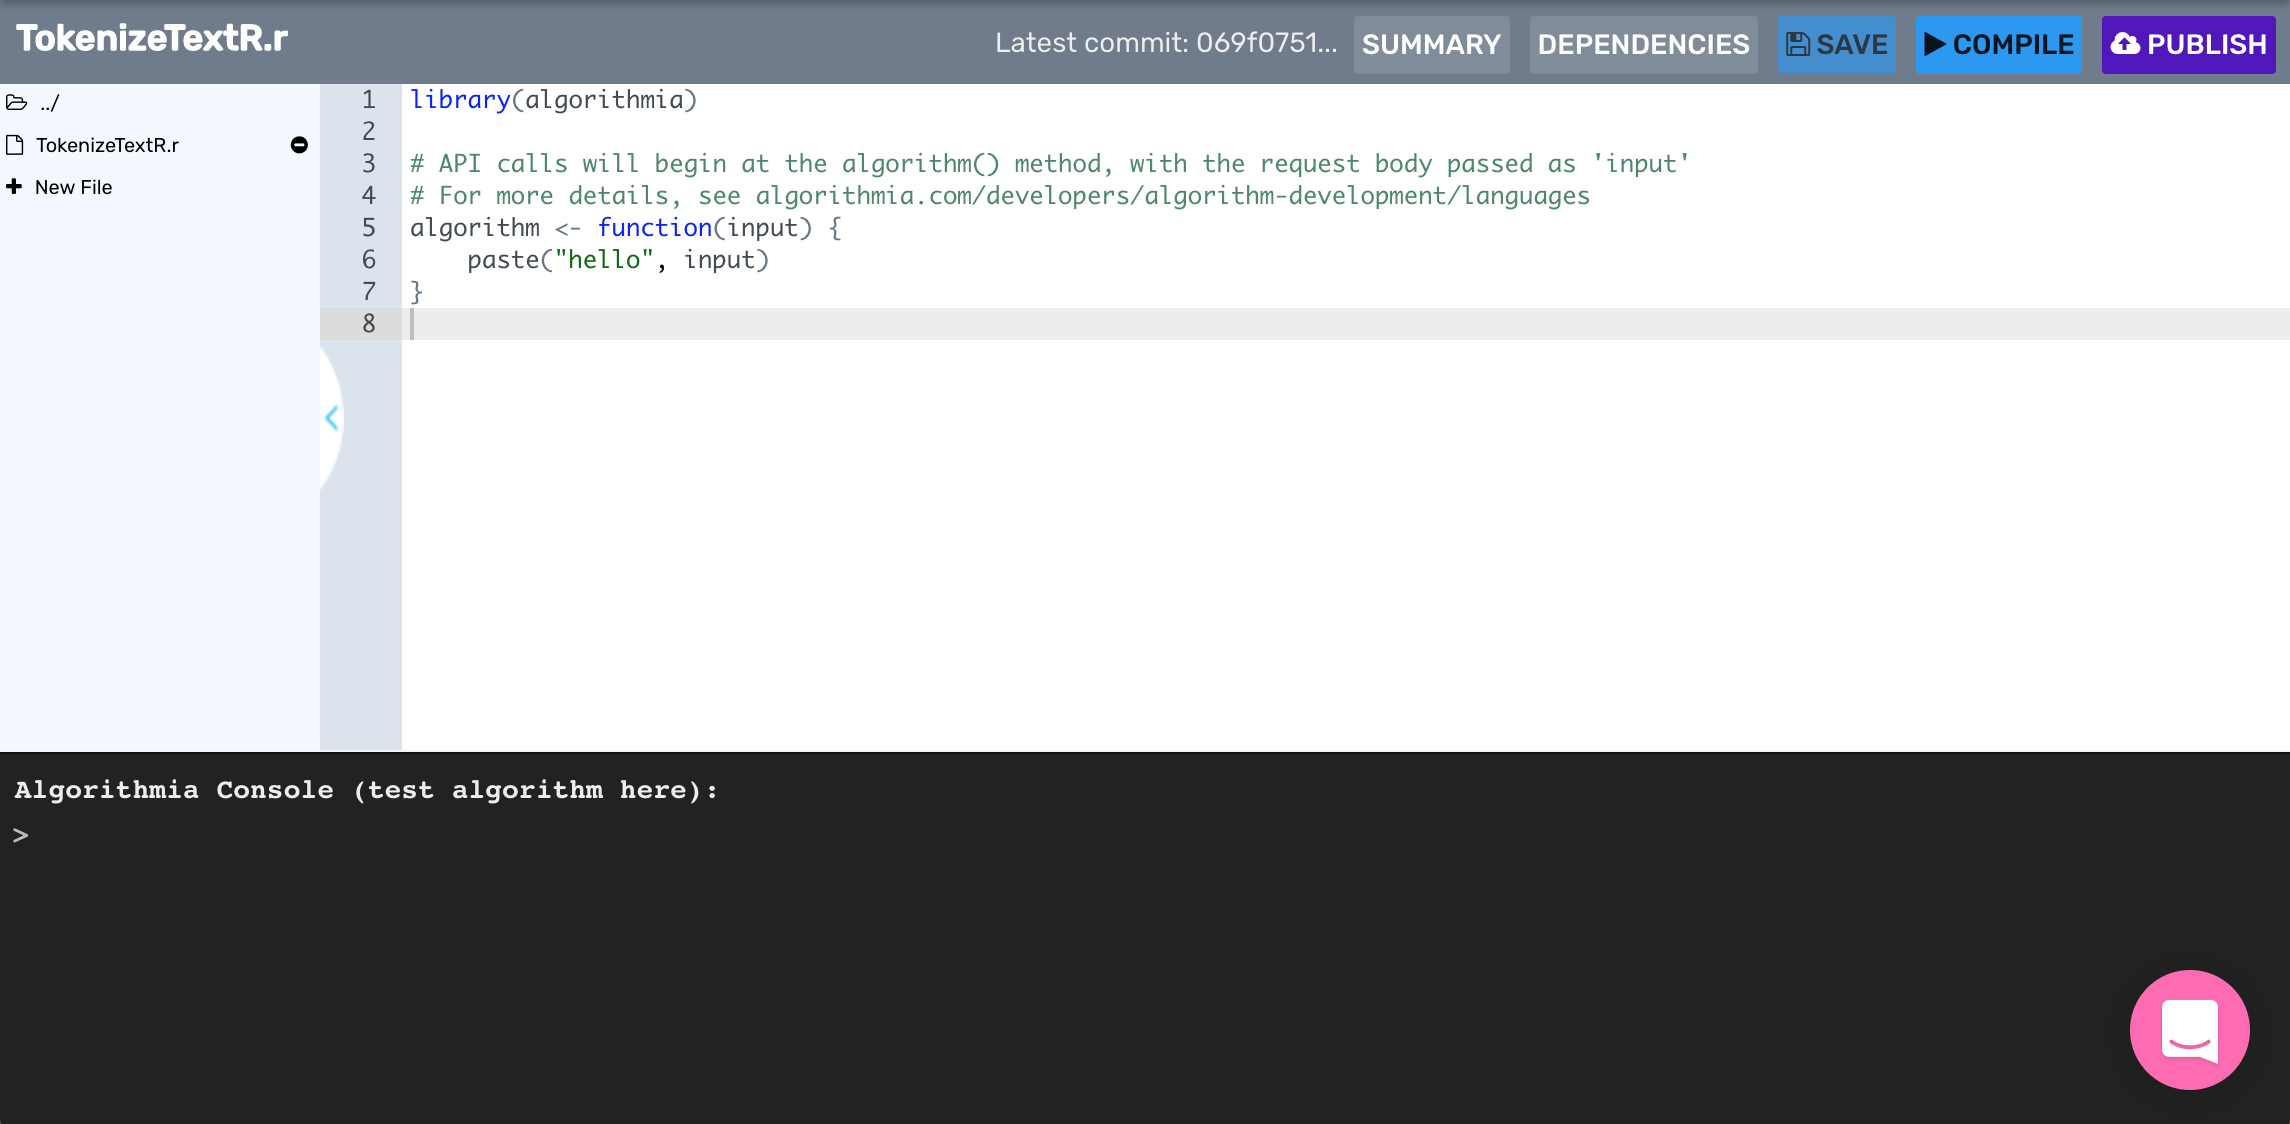 TokenizeTextR.r
Latest commit: 069f0751... SUMMARY DEPENDENCIES SAVE COMPILE PUBLISH
../
TokenizeTextR.r
New File
1 library(algorithmia)
2
3 # API calls will begin at the algorithm() method, with the request body passed as 'input'
4 # For more details, see algorithmia.com/developers/algorithm-development/languages
5 algorithm <- function(input) {
6     paste("hello", input)
7 }
8
Algorithmia Console (test algorithm here):
>